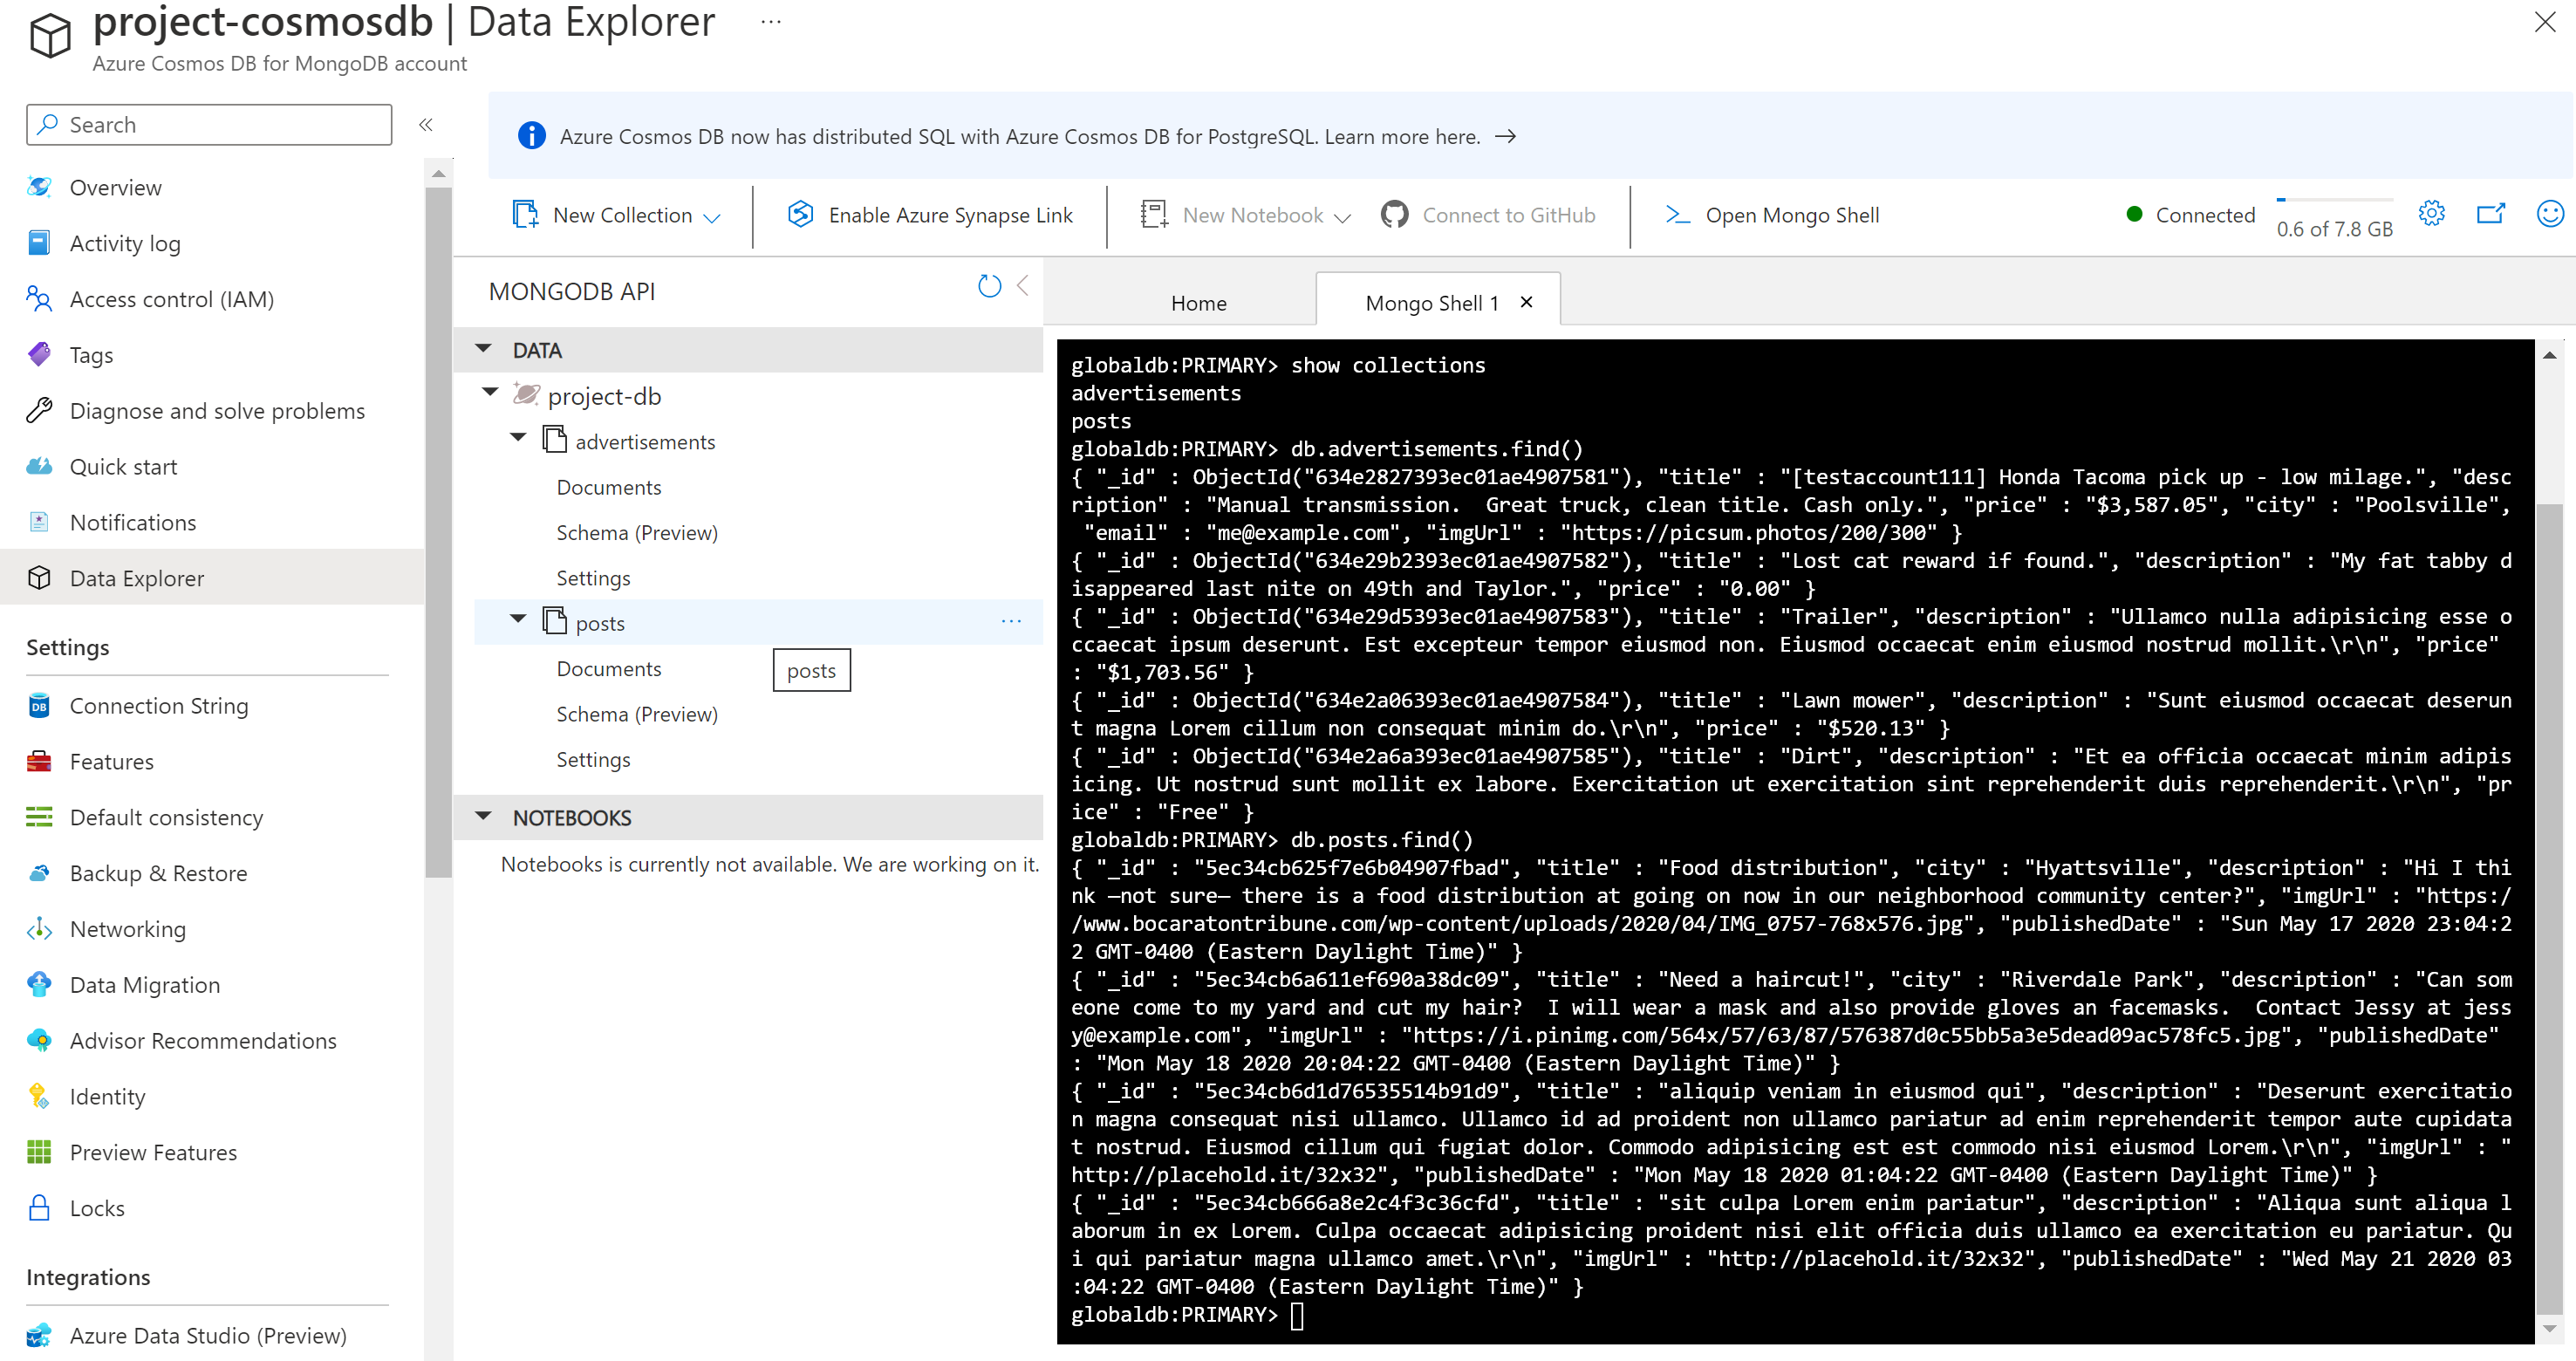 project-cosmosdb | Data Explorer ...
Azure Cosmos DB for MongoDB account
Search
«
Overview
Activity log
Access control (IAM)
Tags
Diagnose and solve problems
Quick start
Notifications
Data Explorer
Settings
Connection String
Features
Default consistency
Backup & Restore
Networking
Data Migration
Advisor Recommendations
Identity
Preview Features
Locks
Integrations
Azure Data Studio (Preview)
Azure Cosmos DB now has distributed SQL with Azure Cosmos DB for PostgreSQL. Learn more here. →
New Collection
Enable Azure Synapse Link
New Notebook
Connect to GitHub
Open Mongo Shell
Connected
0.6 of 7.8 GB
MONGODB API
DATA
project-db
advertisements
Documents
Schema (Preview)
Settings
posts ...
Documents
posts
Schema (Preview)
Settings
NOTEBOOKS
Notebooks is currently not available. We are working on it.
Home
Mongo Shell 1
globaldb:PRIMARY> show collections
advertisements
posts
globaldb:PRIMARY> db.advertisements.find()
{ "_id" : ObjectId("634e2827393ec01ae4907581"), "title" : "[testaccount111] Honda Tacoma pick up - low milage.", "desc
ription" : "Manual transmission.  Great truck, clean title. Cash only.", "price" : "$3,587.05", "city" : "Poolsville",
 "email" : "me@example.com", "imgUrl" : "https://picsum.photos/200/300" }
{ "_id" : ObjectId("634e29b2393ec01ae4907582"), "title" : "Lost cat reward if found.", "description" : "My fat tabby d
isappeared last nite on 49th and Taylor.", "price" : "0.00" }
{ "_id" : ObjectId("634e29d5393ec01ae4907583"), "title" : "Trailer", "description" : "Ullamco nulla adipisicing esse o
ccaecat ipsum deserunt. Est excepteur tempor eiusmod non. Eiusmod occaecat enim eiusmod nostrud mollit.\r\n", "price"
: "$1,703.56" }
{ "_id" : ObjectId("634e2a06393ec01ae4907584"), "title" : "Lawn mower", "description" : "Sunt eiusmod occaecat deserun
t magna Lorem cillum non consequat minim do.\r\n", "price" : "$520.13" }
{ "_id" : ObjectId("634e2a6a393ec01ae4907585"), "title" : "Dirt", "description" : "Et ea officia occaecat minim adipis
icing. Ut nostrud sunt mollit ex labore. Exercitation ut exercitation sint reprehenderit duis reprehenderit.\r\n", "pr
ice" : "Free" }
globaldb:PRIMARY> db.posts.find()
{ "_id" : "5ec34cb625f7e6b04907fbad", "title" : "Food distribution", "city" : "Hyattsville", "description" : "Hi I thi
nk —not sure— there is a food distribution at going on now in our neighborhood community center?", "imgUrl" : "https:/
/www.bocaratontribune.com/wp-content/uploads/2020/04/IMG_0757-768x576.jpg", "publishedDate" : "Sun May 17 2020 23:04:2
2 GMT-0400 (Eastern Daylight Time)" }
{ "_id" : "5ec34cb6a611ef690a38dc09", "title" : "Need a haircut!", "city" : "Riverdale Park", "description" : "Can som
eone come to my yard and cut my hair?  I will wear a mask and also provide gloves an facemasks.  Contact Jessy at jess
y@example.com", "imgUrl" : "https://i.pinimg.com/564x/57/63/87/576387d0c55bb5a3e5dead09ac578fc5.jpg", "publishedDate"
: "Mon May 18 2020 20:04:22 GMT-0400 (Eastern Daylight Time)" }
{ "_id" : "5ec34cb6d1d76535514b91d9", "title" : "aliquip veniam in eiusmod qui", "description" : "Deserunt exercitatio
n magna consequat nisi ullamco. Ullamco id ad proident non ullamco pariatur ad enim reprehenderit tempor aute cupidata
t nostrud. Eiusmod cillum qui fugiat dolor. Commodo adipisicing est est commodo nisi eiusmod Lorem.\r\n", "imgUrl" : "
http://placehold.it/32x32", "publishedDate" : "Mon May 18 2020 01:04:22 GMT-0400 (Eastern Daylight Time)" }
{ "_id" : "5ec34cb666a8e2c4f3c36cfd", "title" : "sit culpa Lorem enim pariatur", "description" : "Aliqua sunt aliqua l
aborum in ex Lorem. Culpa occaecat adipisicing proident nisi elit officia duis ullamco ea exercitation eu pariatur. Qu
i qui pariatur magna ullamco amet.\r\n", "imgUrl" : "http://placehold.it/32x32", "publishedDate" : "Wed May 21 2020 03
:04:22 GMT-0400 (Eastern Daylight Time)" }
globaldb:PRIMARY>